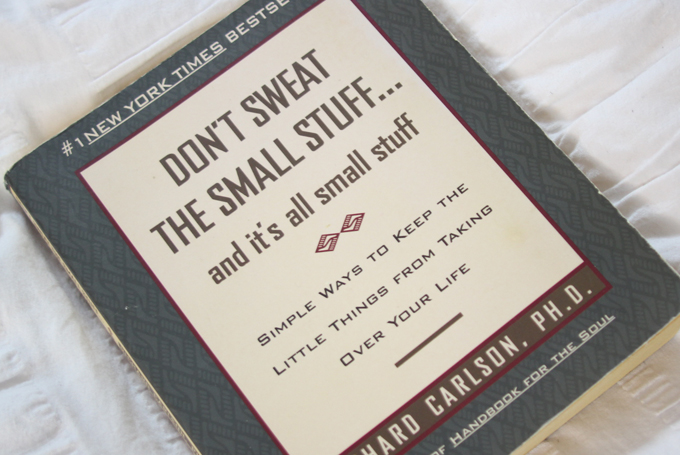 #1 NEW YORK TIMES BESTSE
DON'T SWEAT
THE SMALL STUFF...
and it's all small stuff
SIMPLE WAYS TO KEEP THE
LITTLE THINGS FROM TAKING
OVER YOUR LIFE
HARD CARLSON, PH.D.
OF HANDBOOK FOR THE SOUL